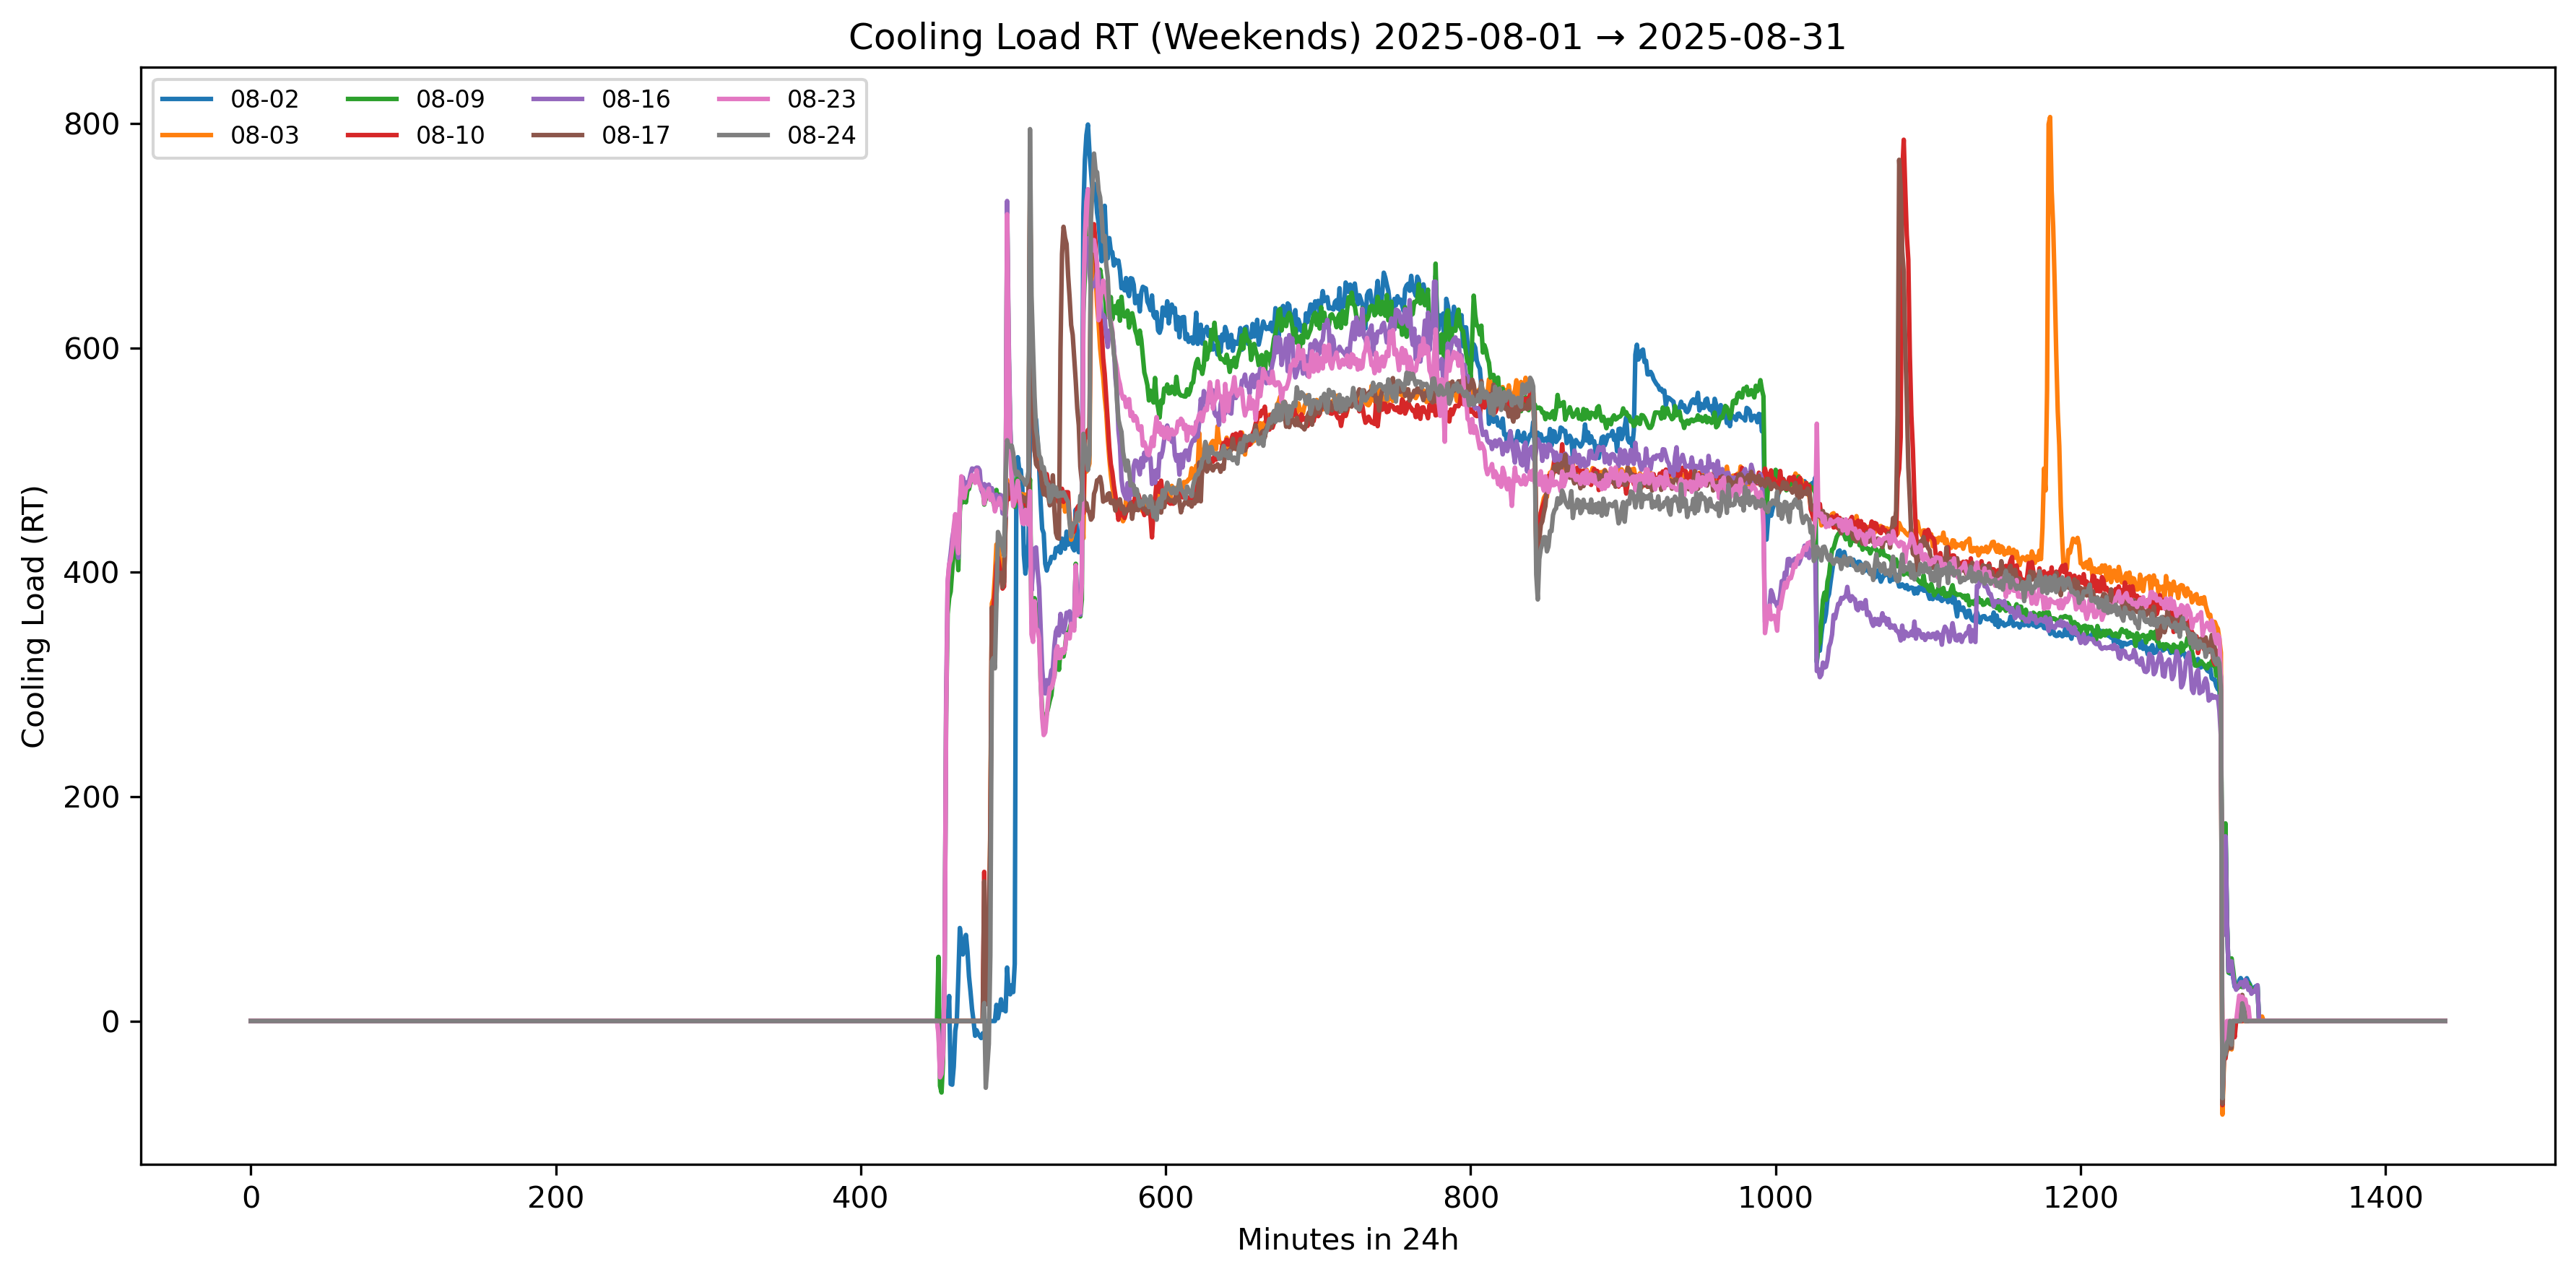 Cooling Load RT (Weekends) 2025-08-01 → 2025-08-31
08-02 08-09 08-16 08-23
08-03 08-10 08-17 08-24
800
600
400
200
0
Cooling Load (RT)
0 200 400 600 800 1000 1200 1400
Minutes in 24h